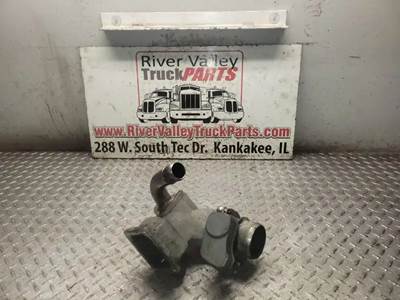 River Valley
TruckPARTS
www.RiverValleyTruckParts.com
288 W. South Tec Dr. Kankakee, IL